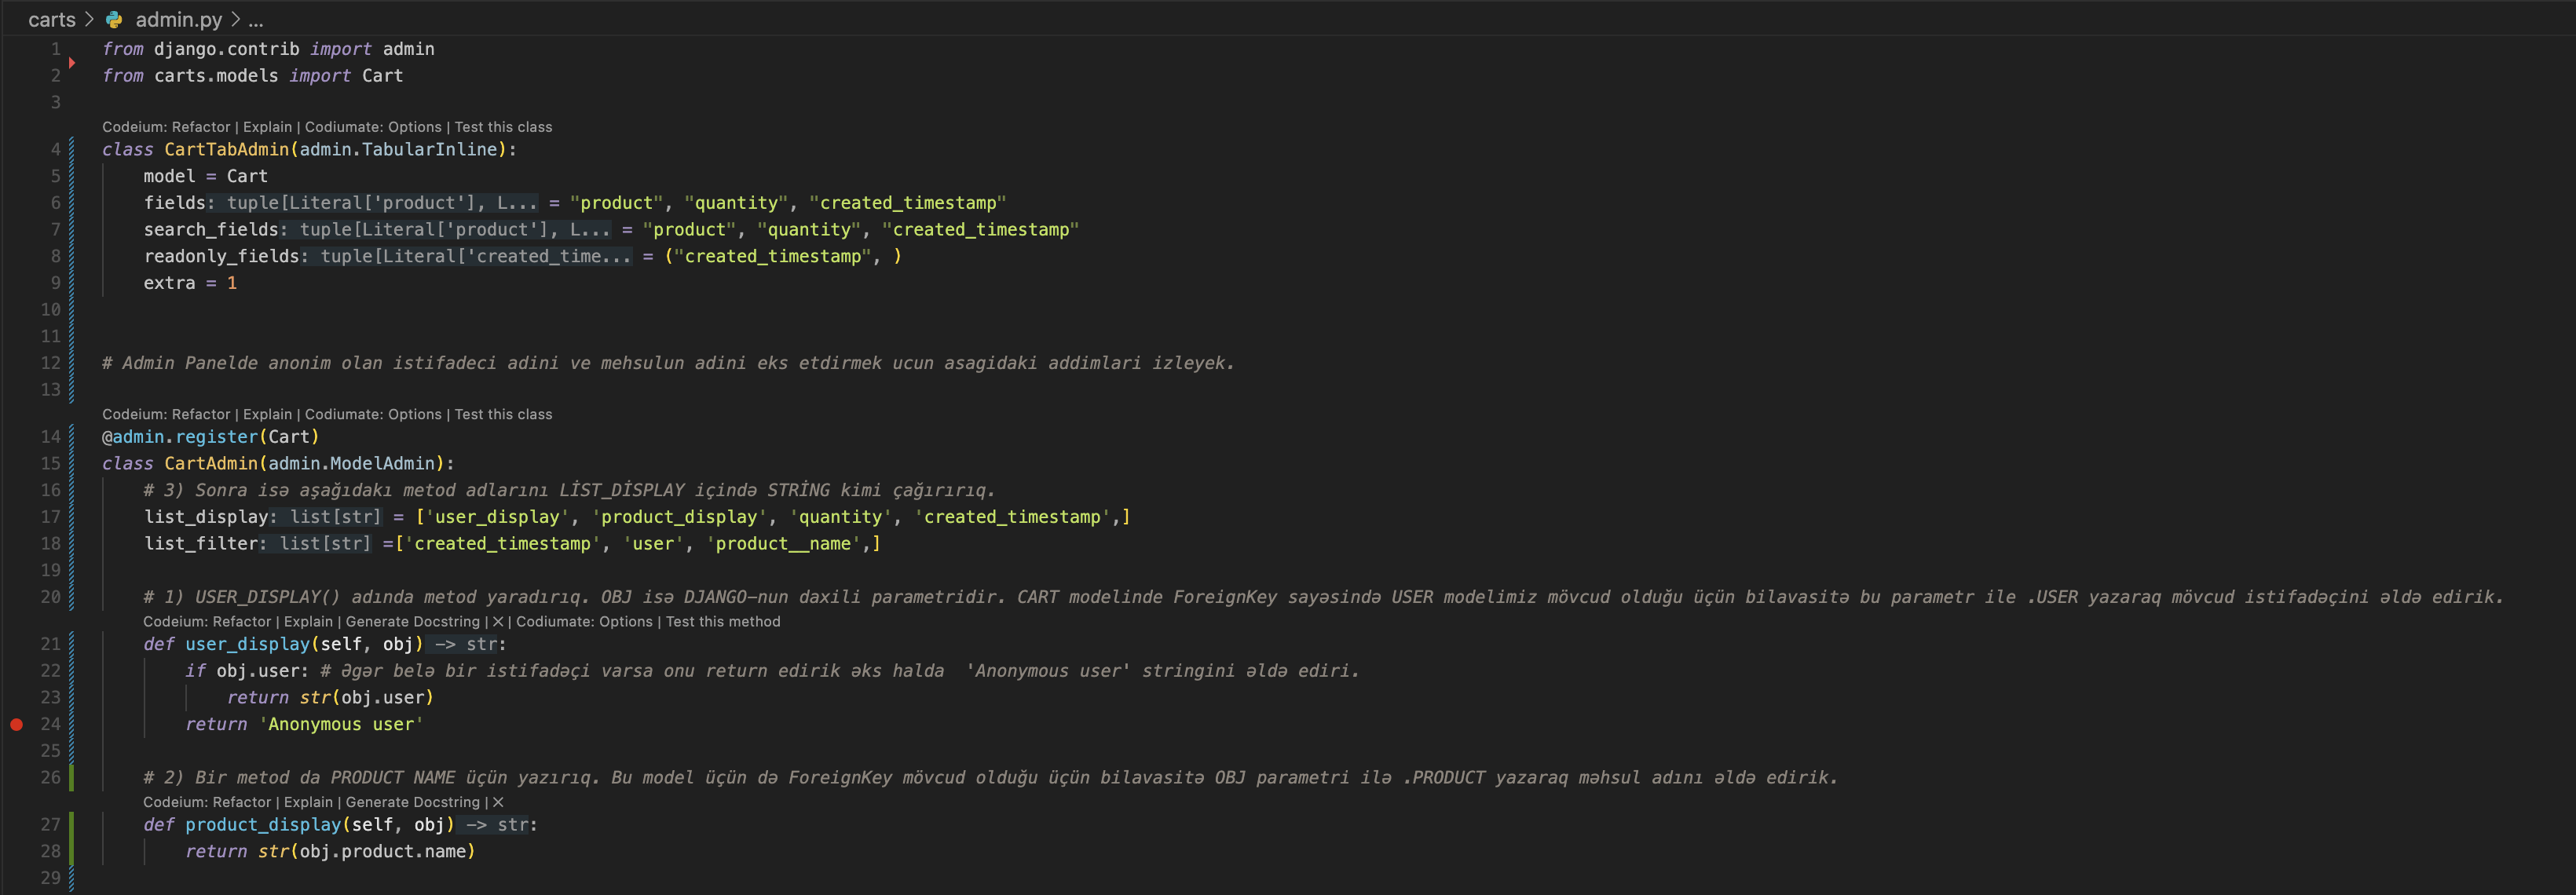 carts > admin.py > ...
1 from django.contrib import admin
2 from carts.models import Cart
3
Codeium: Refactor | Explain | Codiumate: Options | Test this class
4 class CartTabAdmin(admin.TabularInline):
5 model = Cart
6 fields: tuple[Literal['product'], L... = "product", "quantity", "created_timestamp"
7 search_fields: tuple[Literal['product'], L... = "product", "quantity", "created_timestamp"
8 readonly_fields: tuple[Literal['created_time... = ("created_timestamp", )
9 extra = 1
10
11
12 # Admin Panelde anonim olan istifadeci adini ve mehsulun adini eks etdirmek ucun asagidaki addimlari izleyek.
13
Codeium: Refactor | Explain | Codiumate: Options | Test this class
14 @admin.register(Cart)
15 class CartAdmin(admin.ModelAdmin):
16 # 3) Sonra isə aşağıdakı metod adlarını LİST_DİSPLAY içində STRİNG kimi çağırırıq.
17 list_display: list[str] = ['user_display', 'product_display', 'quantity', 'created_timestamp',]
18 list_filter: list[str] =['created_timestamp', 'user', 'product__name',]
19
20 # 1) USER_DISPLAY() adında metod yaradırıq. OBJ isə DJANGO-nun daxili parametridir. CART modelinde ForeignKey sayəsində USER modelimiz mövcud olduğu üçün bilavasitə bu parametr ile .USER yazaraq mövcud istifadəçini əldə edirik.
Codeium: Refactor | Explain | Generate Docstring | X | Codiumate: Options | Test this method
21 def user_display(self, obj) -> str:
22 if obj.user: # Əgər belə bir istifadəçi varsa onu return edirik əks halda  'Anonymous user' stringini əldə ediri.
23 return str(obj.user)
24 return 'Anonymous user'
25
26 # 2) Bir metod da PRODUCT NAME üçün yazırıq. Bu model üçün də ForeignKey mövcud olduğu üçün bilavasitə OBJ parametri ilə .PRODUCT yazaraq məhsul adını əldə edirik.
Codeium: Refactor | Explain | Generate Docstring | X
27 def product_display(self, obj) -> str:
28 return str(obj.product.name)
29